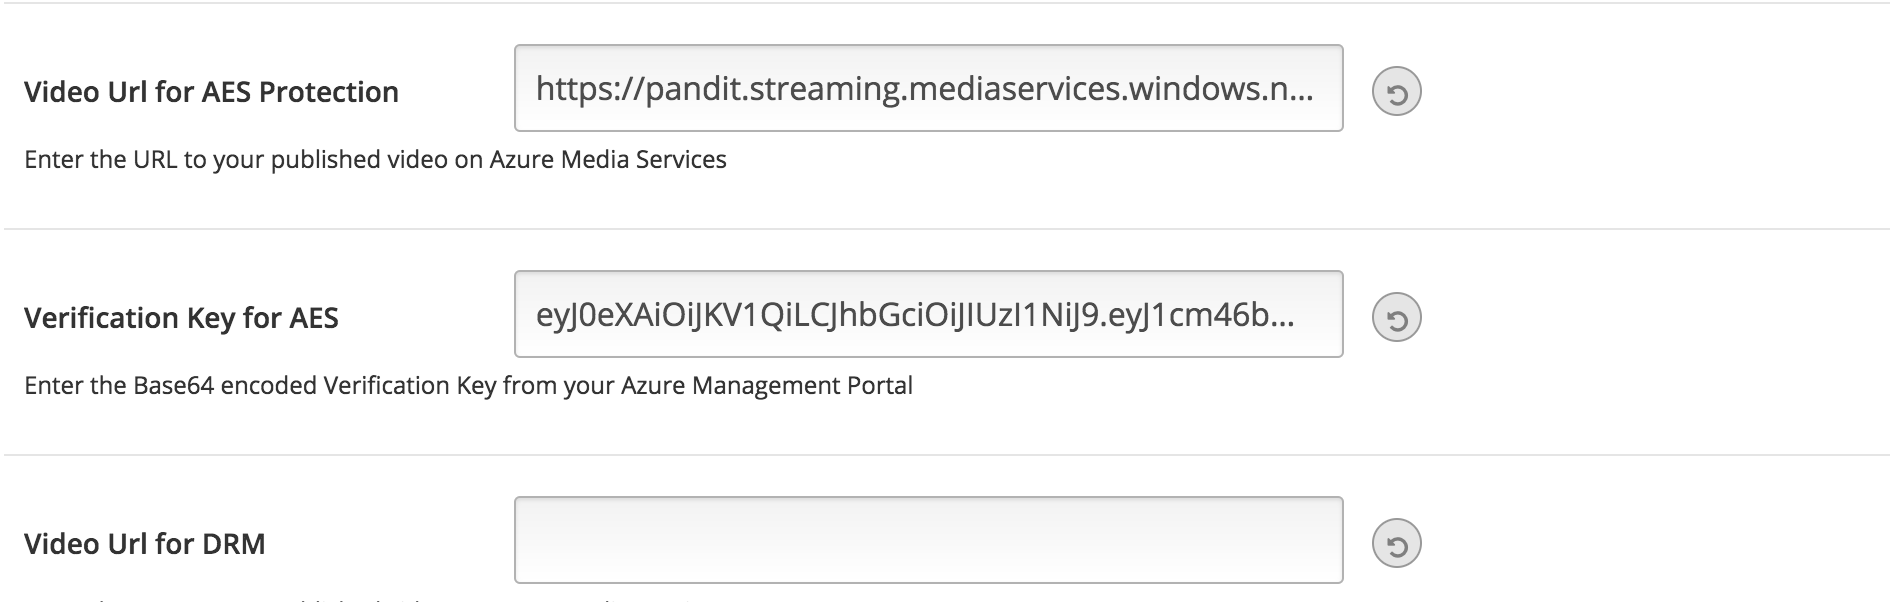 Video Url for AES Protection
https://pandit.streaming.mediaservices.windows.n...
Enter the URL to your published video on Azure Media Services
Verification Key for AES
eyJ0eXAiOiJKV1QiLCJhbGciOiJIUzI1NiJ9.eyJ1cm46b...
Enter the Base64 encoded Verification Key from your Azure Management Portal
Video Url for DRM